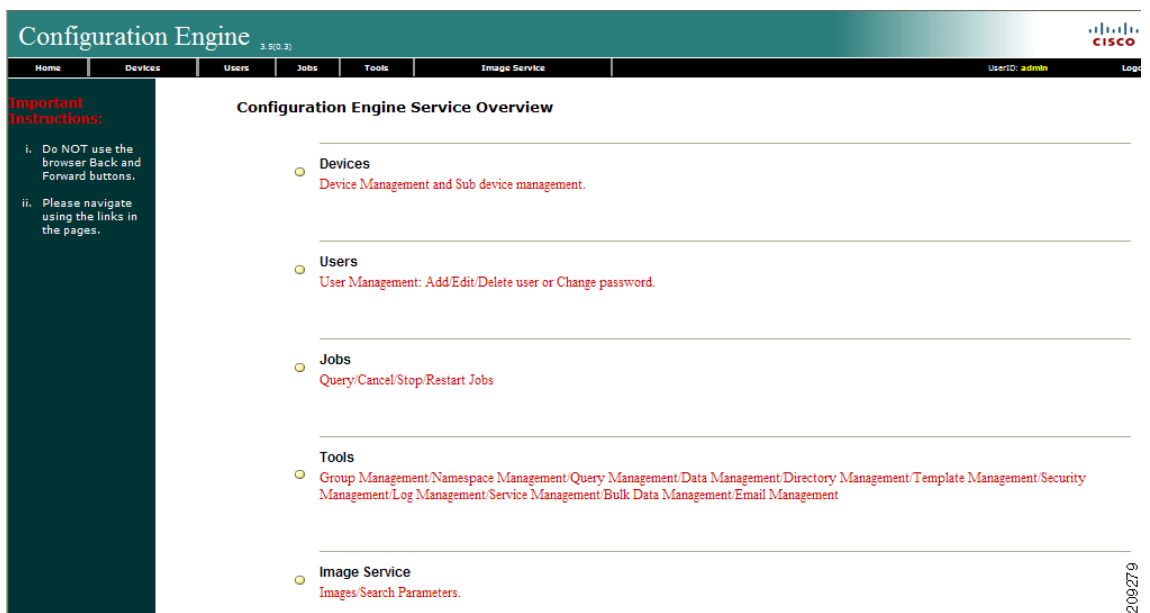 Configuration Engine 3.5(0.3)
CISCO
Home Devices Users Jobs Tools Image Service UserID: admin Logo
Important
Instructions:
i. Do NOT use the
browser Back and
Forward buttons.
ii. Please navigate
using the links in
the pages.
Configuration Engine Service Overview
Devices
Device Management and Sub device management.
Users
User Management: Add/Edit/Delete user or Change password.
Jobs
Query/Cancel/Stop/Restart Jobs
Tools
Group Management/Namespace Management/Query Management/Data Management/Directory Management/Template Management/Security
Management/Log Management/Service Management/Bulk Data Management/Email Management
Image Service
Images/Search Parameters.
209279